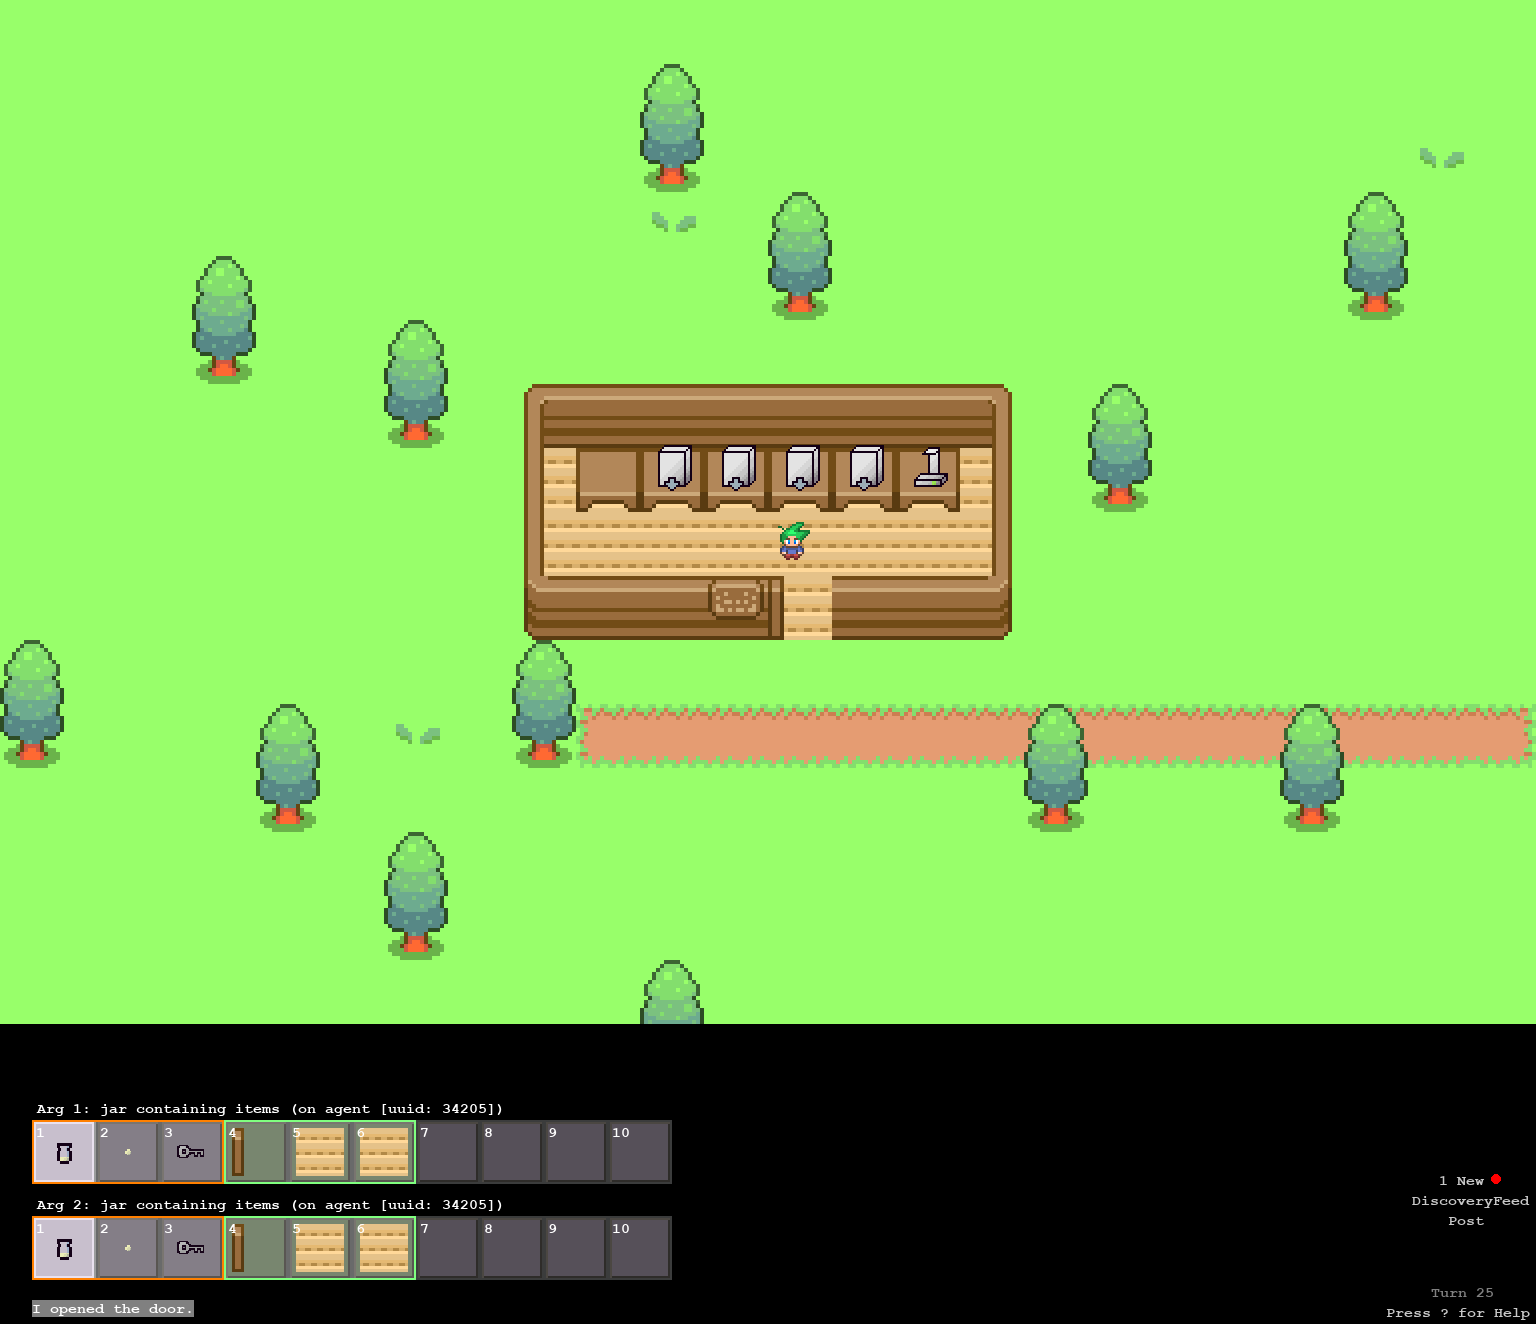 Arg 1: jar containing items (on agent [uuid: 34205])
1 2 3 4 5 6 7 8 9 10
Arg 2: jar containing items (on agent [uuid: 34205])
1 2 3 4 5 6 7 8 9 10
I opened the door.
1 New
DiscoveryFeed
Post
Turn 25
Press ? for Help